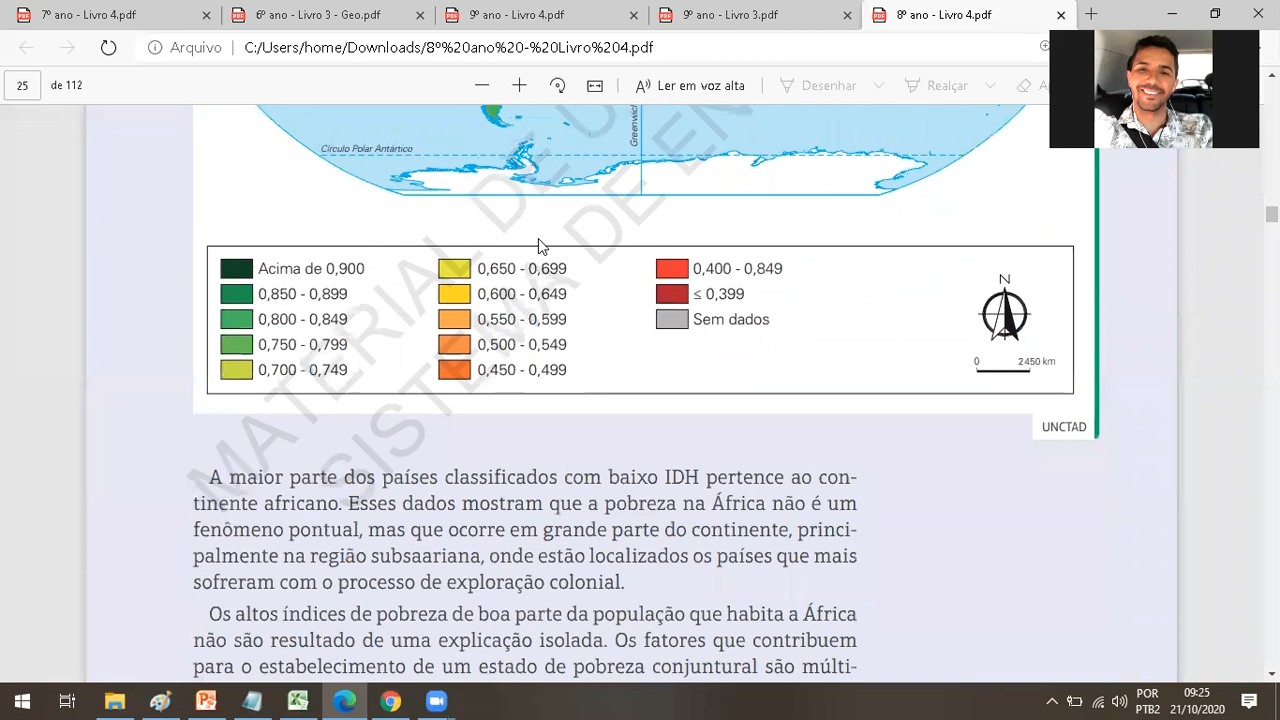 7º ano - Livro 4.pdf
6º ano - Livro 3 - Geo.pdf
9º ano - Livro 4.pdf
9º ano - Livro 3.pdf
8º ano - Livro 4.pdf
Arquivo
C:/Users/home/Downloads/8º%20ano%20-%20Livro%204.pdf
25
de 112
Ler em voz alta
Desenhar
Realçar
Greenwich
Círculo Polar Antártico
MATERIAL DE U
SISTEMA DE EN
Acima de 0,900
0,850 - 0,899
0,800 - 0,849
0,750 - 0,799
0,700 - 0,749
0,650 - 0,699
0,600 - 0,649
0,550 - 0,599
0,500 - 0,549
0,450 - 0,499
0,400 - 0,849
≤ 0,399
Sem dados
N
0 2450 km
UNCTAD
A maior parte dos países classificados com baixo IDH pertence ao con-
tinente africano. Esses dados mostram que a pobreza na África não é um
fenômeno pontual, mas que ocorre em grande parte do continente, princi-
palmente na região subsaariana, onde estão localizados os países que mais
sofreram com o processo de exploração colonial.
Os altos índices de pobreza de boa parte da população que habita a África
não são resultado de uma explicação isolada. Os fatores que contribuem
para o estabelecimento de um estado de pobreza conjuntural são múlti-
POR
PTB2
09:25
21/10/2020